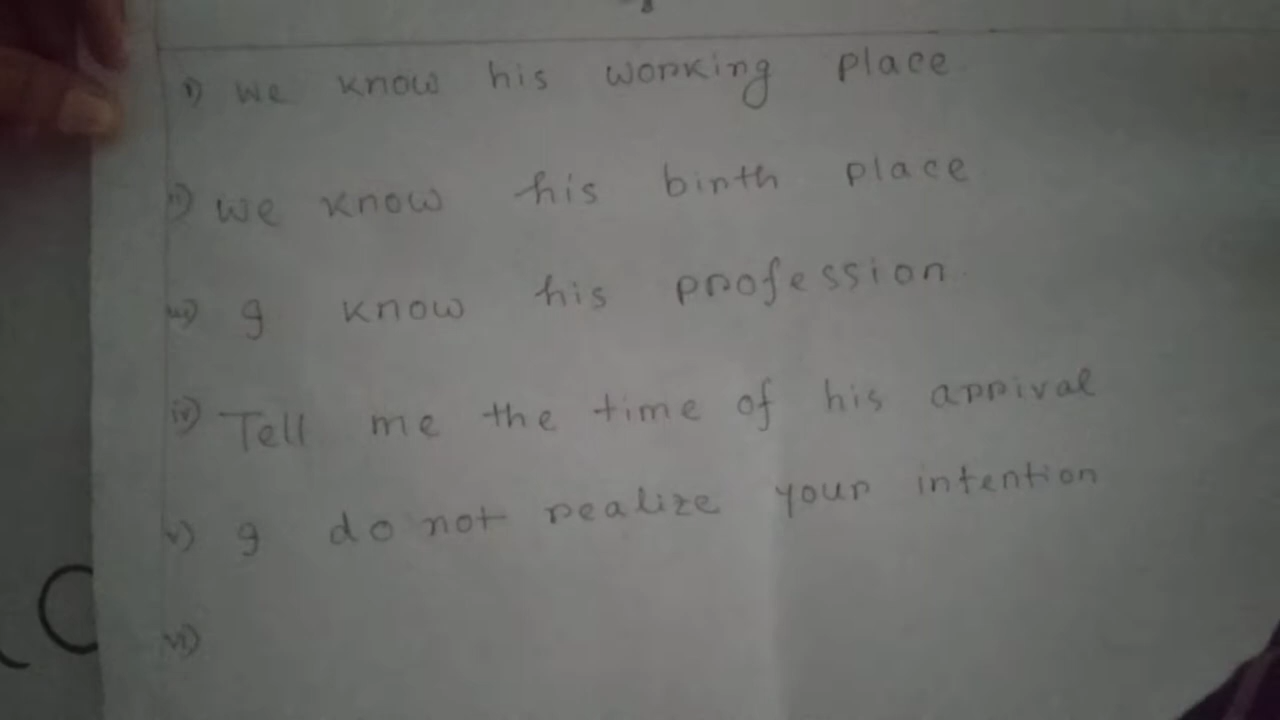 i) We know his working place
ii) We know his birth place
iii) I know his profession.
iv) Tell me the time of his arrival
v) I do not realize your intention
vi)